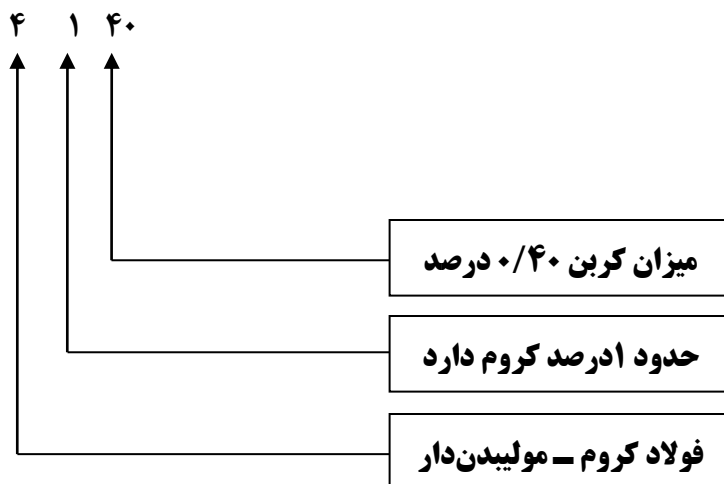 ۴ ۱ ۴۰
میزان کربن ۰/۴۰ درصد
حدود ۱درصد کروم دارد
فولاد کروم ـ مولیبدن‌دار